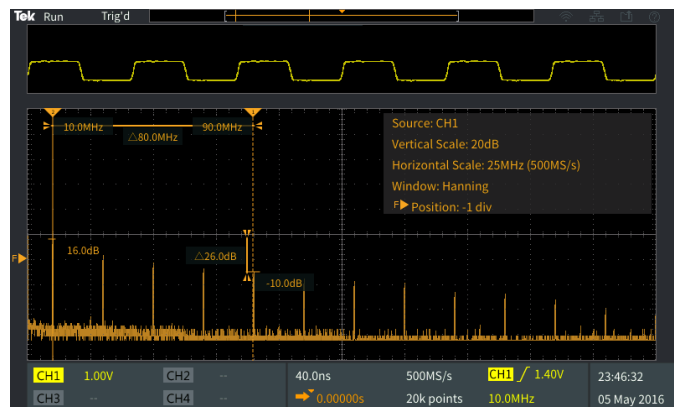 Tek Run Trig'd
10.0MHz 90.0MHz
△80.0MHz
Source: CH1
Vertical Scale: 20dB
Horizontal Scale: 25MHz (500MS/s)
Window: Hanning
F Position: -1 div
16.0dB
△26.0dB
F
-10.0dB
CH1 1.00V CH2 -- 40.0ns 500MS/s CH1 1.40V 23:46:32
CH3 -- CH4 -- 0.00000s 20k points 10.0MHz 05 May 2016